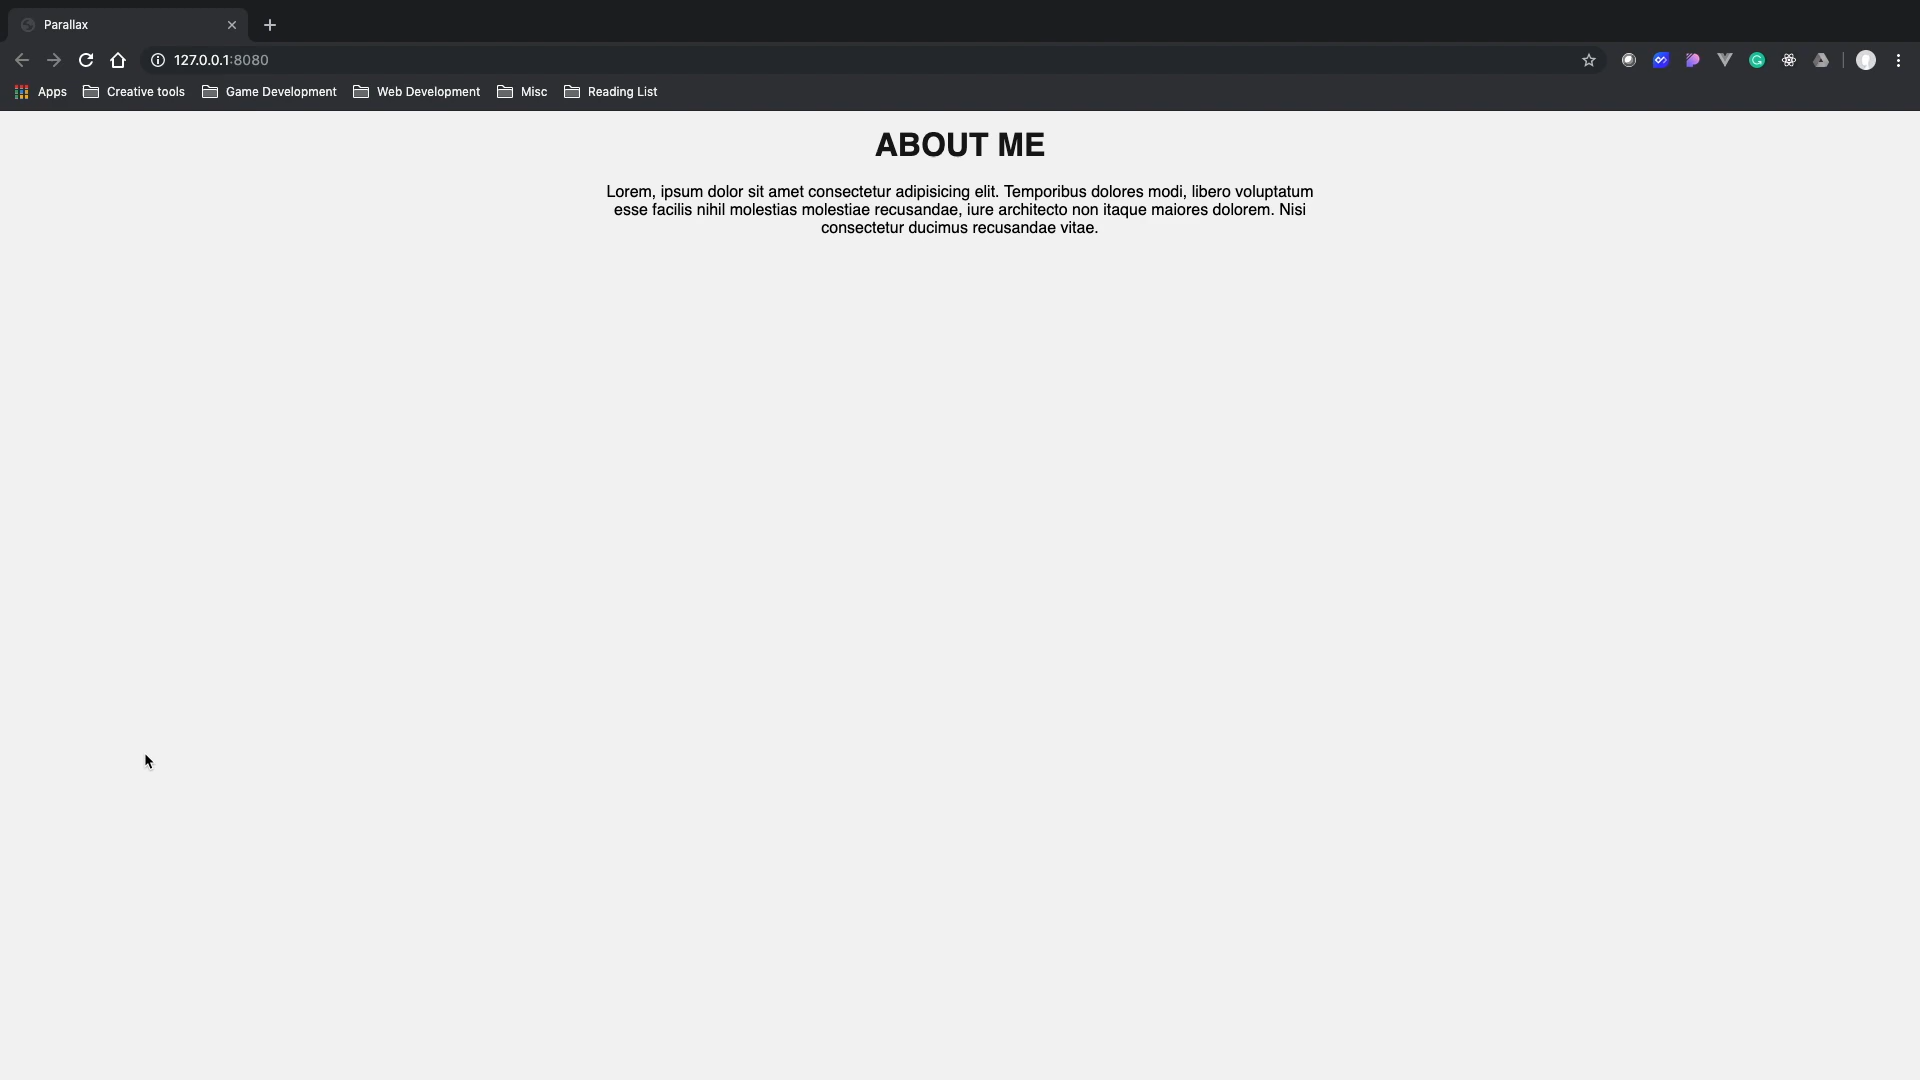 Parallax
127.0.0.1:8080
Apps Creative tools Game Development Web Development Misc Reading List
ABOUT ME
Lorem, ipsum dolor sit amet consectetur adipisicing elit. Temporibus dolores modi, libero voluptatum
esse facilis nihil molestias molestiae recusandae, iure architecto non itaque maiores dolorem. Nisi
consectetur ducimus recusandae vitae.